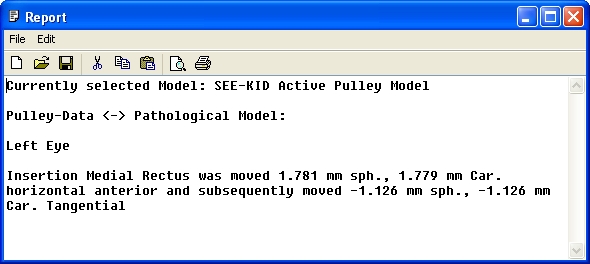 Report
File Edit
Currently selected Model: SEE-KID Active Pulley Model
Pulley-Data <-> Pathological Model:
Left Eye
Insertion Medial Rectus was moved 1.781 mm sph., 1.779 mm Car.
horizontal anterior and subsequently moved -1.126 mm sph., -1.126 mm
Car. Tangential